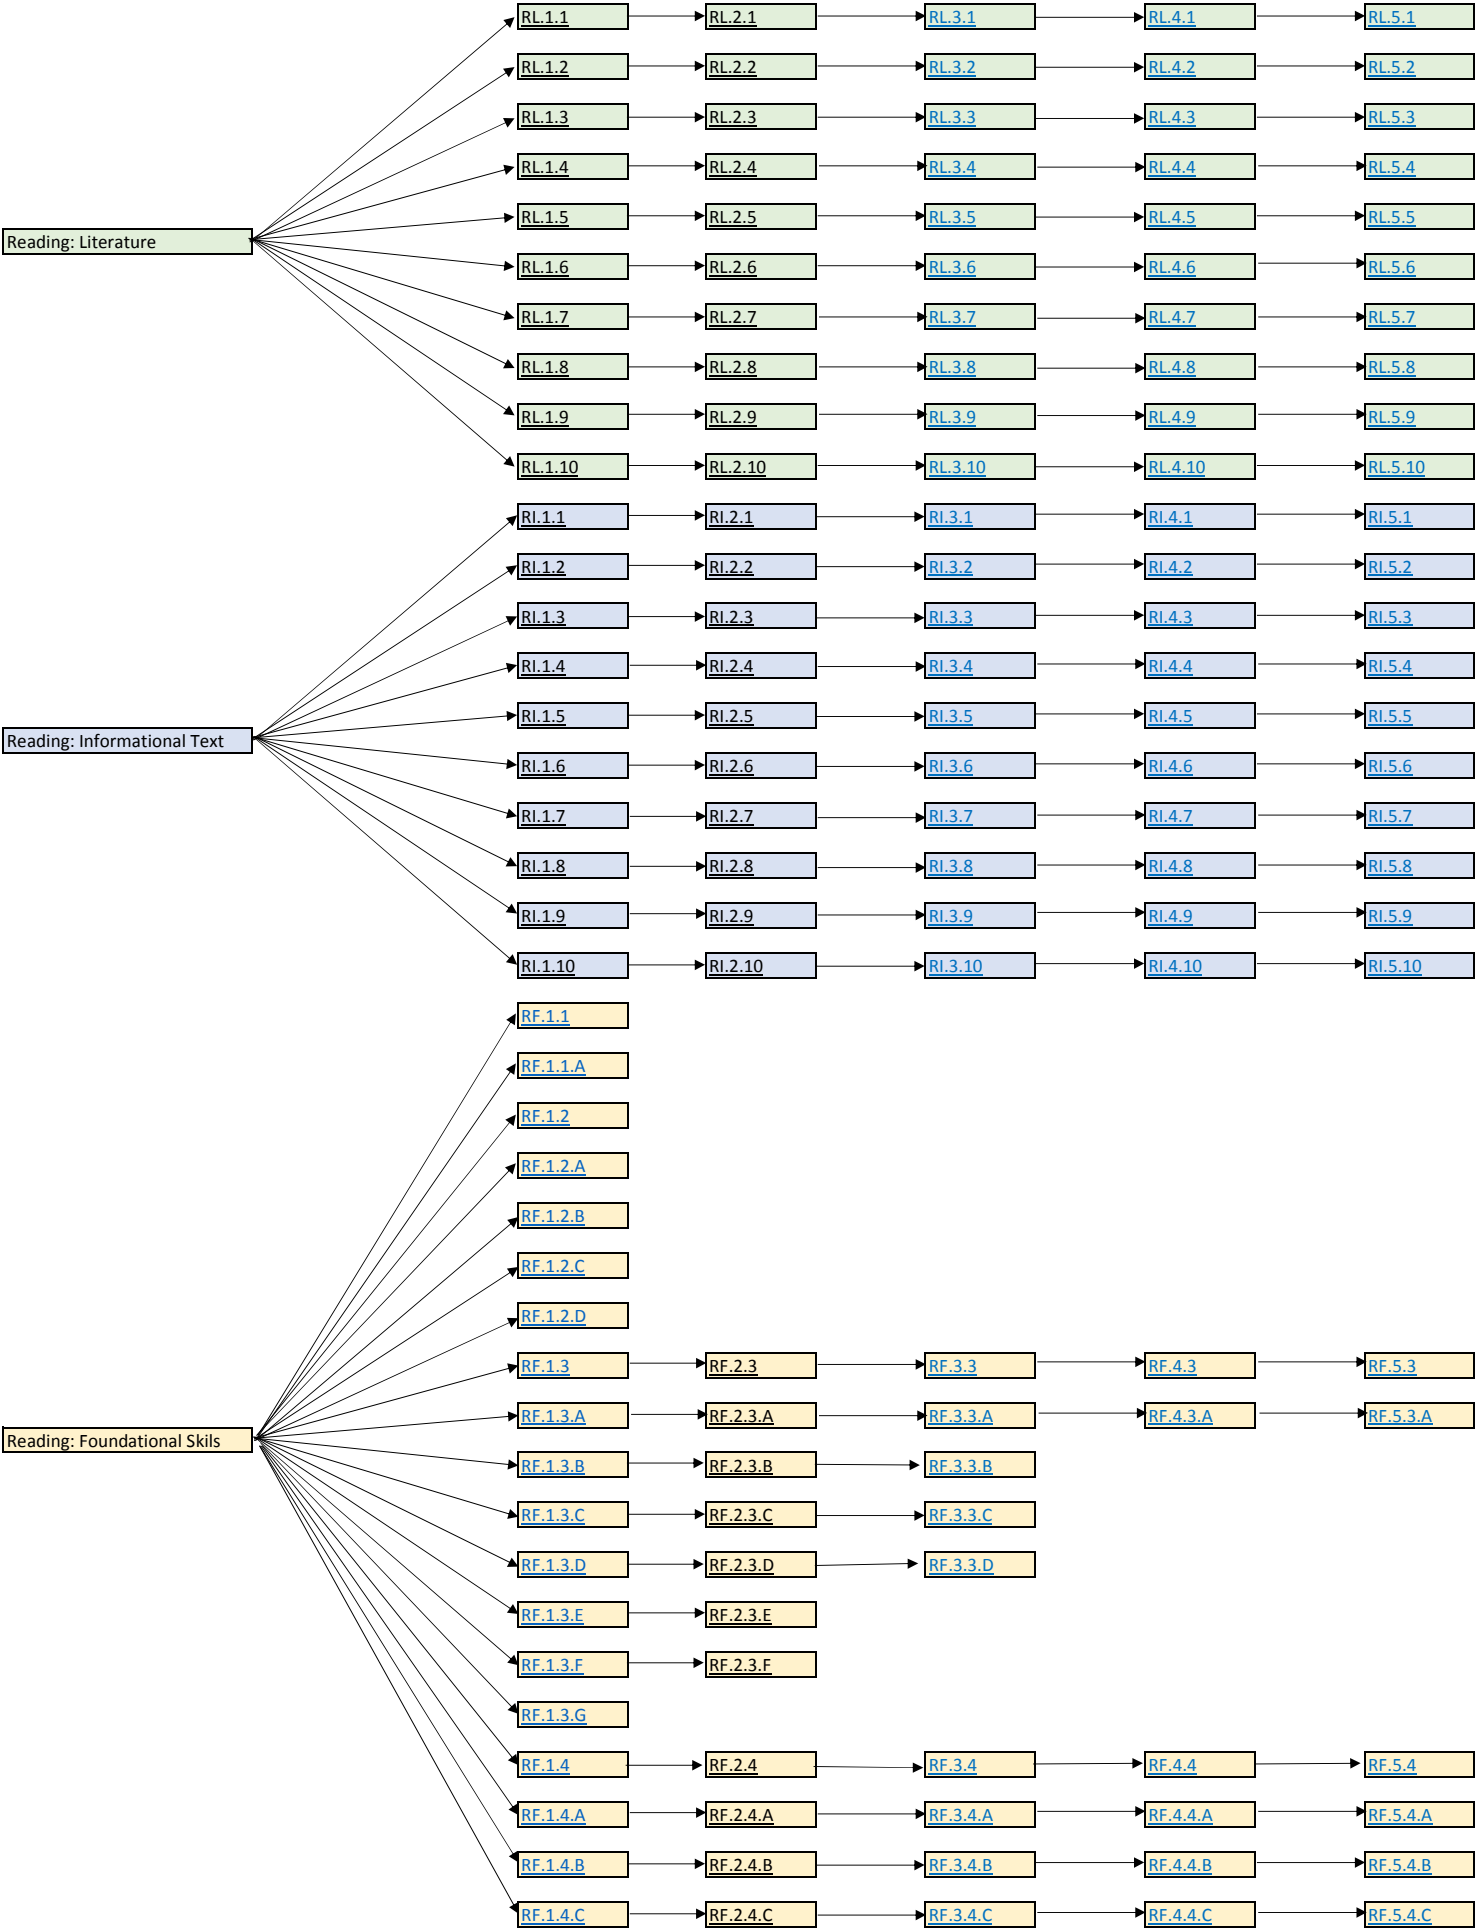 RL.1.1 RL.2.1 RL.3.1 RL.4.1 RL.5.1
RL.1.2 RL.2.2 RL.3.2 RL.4.2 RL.5.2
RL.1.3 RL.2.3 RL.3.3 RL.4.3 RL.5.3
RL.1.4 RL.2.4 RL.3.4 RL.4.4 RL.5.4
RL.1.5 RL.2.5 RL.3.5 RL.4.5 RL.5.5
Reading: Literature
RL.1.6 RL.2.6 RL.3.6 RL.4.6 RL.5.6
RL.1.7 RL.2.7 RL.3.7 RL.4.7 RL.5.7
RL.1.8 RL.2.8 RL.3.8 RL.4.8 RL.5.8
RL.1.9 RL.2.9 RL.3.9 RL.4.9 RL.5.9
RL.1.10 RL.2.10 RL.3.10 RL.4.10 RL.5.10
RI.1.1 RI.2.1 RI.3.1 RI.4.1 RI.5.1
RI.1.2 RI.2.2 RI.3.2 RI.4.2 RI.5.2
RI.1.3 RI.2.3 RI.3.3 RI.4.3 RI.5.3
RI.1.4 RI.2.4 RI.3.4 RI.4.4 RI.5.4
RI.1.5 RI.2.5 RI.3.5 RI.4.5 RI.5.5
Reading: Informational Text
RI.1.6 RI.2.6 RI.3.6 RI.4.6 RI.5.6
RI.1.7 RI.2.7 RI.3.7 RI.4.7 RI.5.7
RI.1.8 RI.2.8 RI.3.8 RI.4.8 RI.5.8
RI.1.9 RI.2.9 RI.3.9 RI.4.9 RI.5.9
RI.1.10 RI.2.10 RI.3.10 RI.4.10 RI.5.10
RF.1.1
RF.1.1.A
RF.1.2
RF.1.2.A
RF.1.2.B
RF.1.2.C
RF.1.2.D
RF.1.3 RF.2.3 RF.3.3 RF.4.3 RF.5.3
RF.1.3.A RF.2.3.A RF.3.3.A RF.4.3.A RF.5.3.A
Reading: Foundational Skils
RF.1.3.B RF.2.3.B RF.3.3.B
RF.1.3.C RF.2.3.C RF.3.3.C
RF.1.3.D RF.2.3.D RF.3.3.D
RF.1.3.E RF.2.3.E
RF.1.3.F RF.2.3.F
RF.1.3.G
RF.1.4 RF.2.4 RF.3.4 RF.4.4 RF.5.4
RF.1.4.A RF.2.4.A RF.3.4.A RF.4.4.A RF.5.4.A
RF.1.4.B RF.2.4.B RF.3.4.B RF.4.4.B RF.5.4.B
RF.1.4.C RF.2.4.C RF.3.4.C RF.4.4.C RF.5.4.C